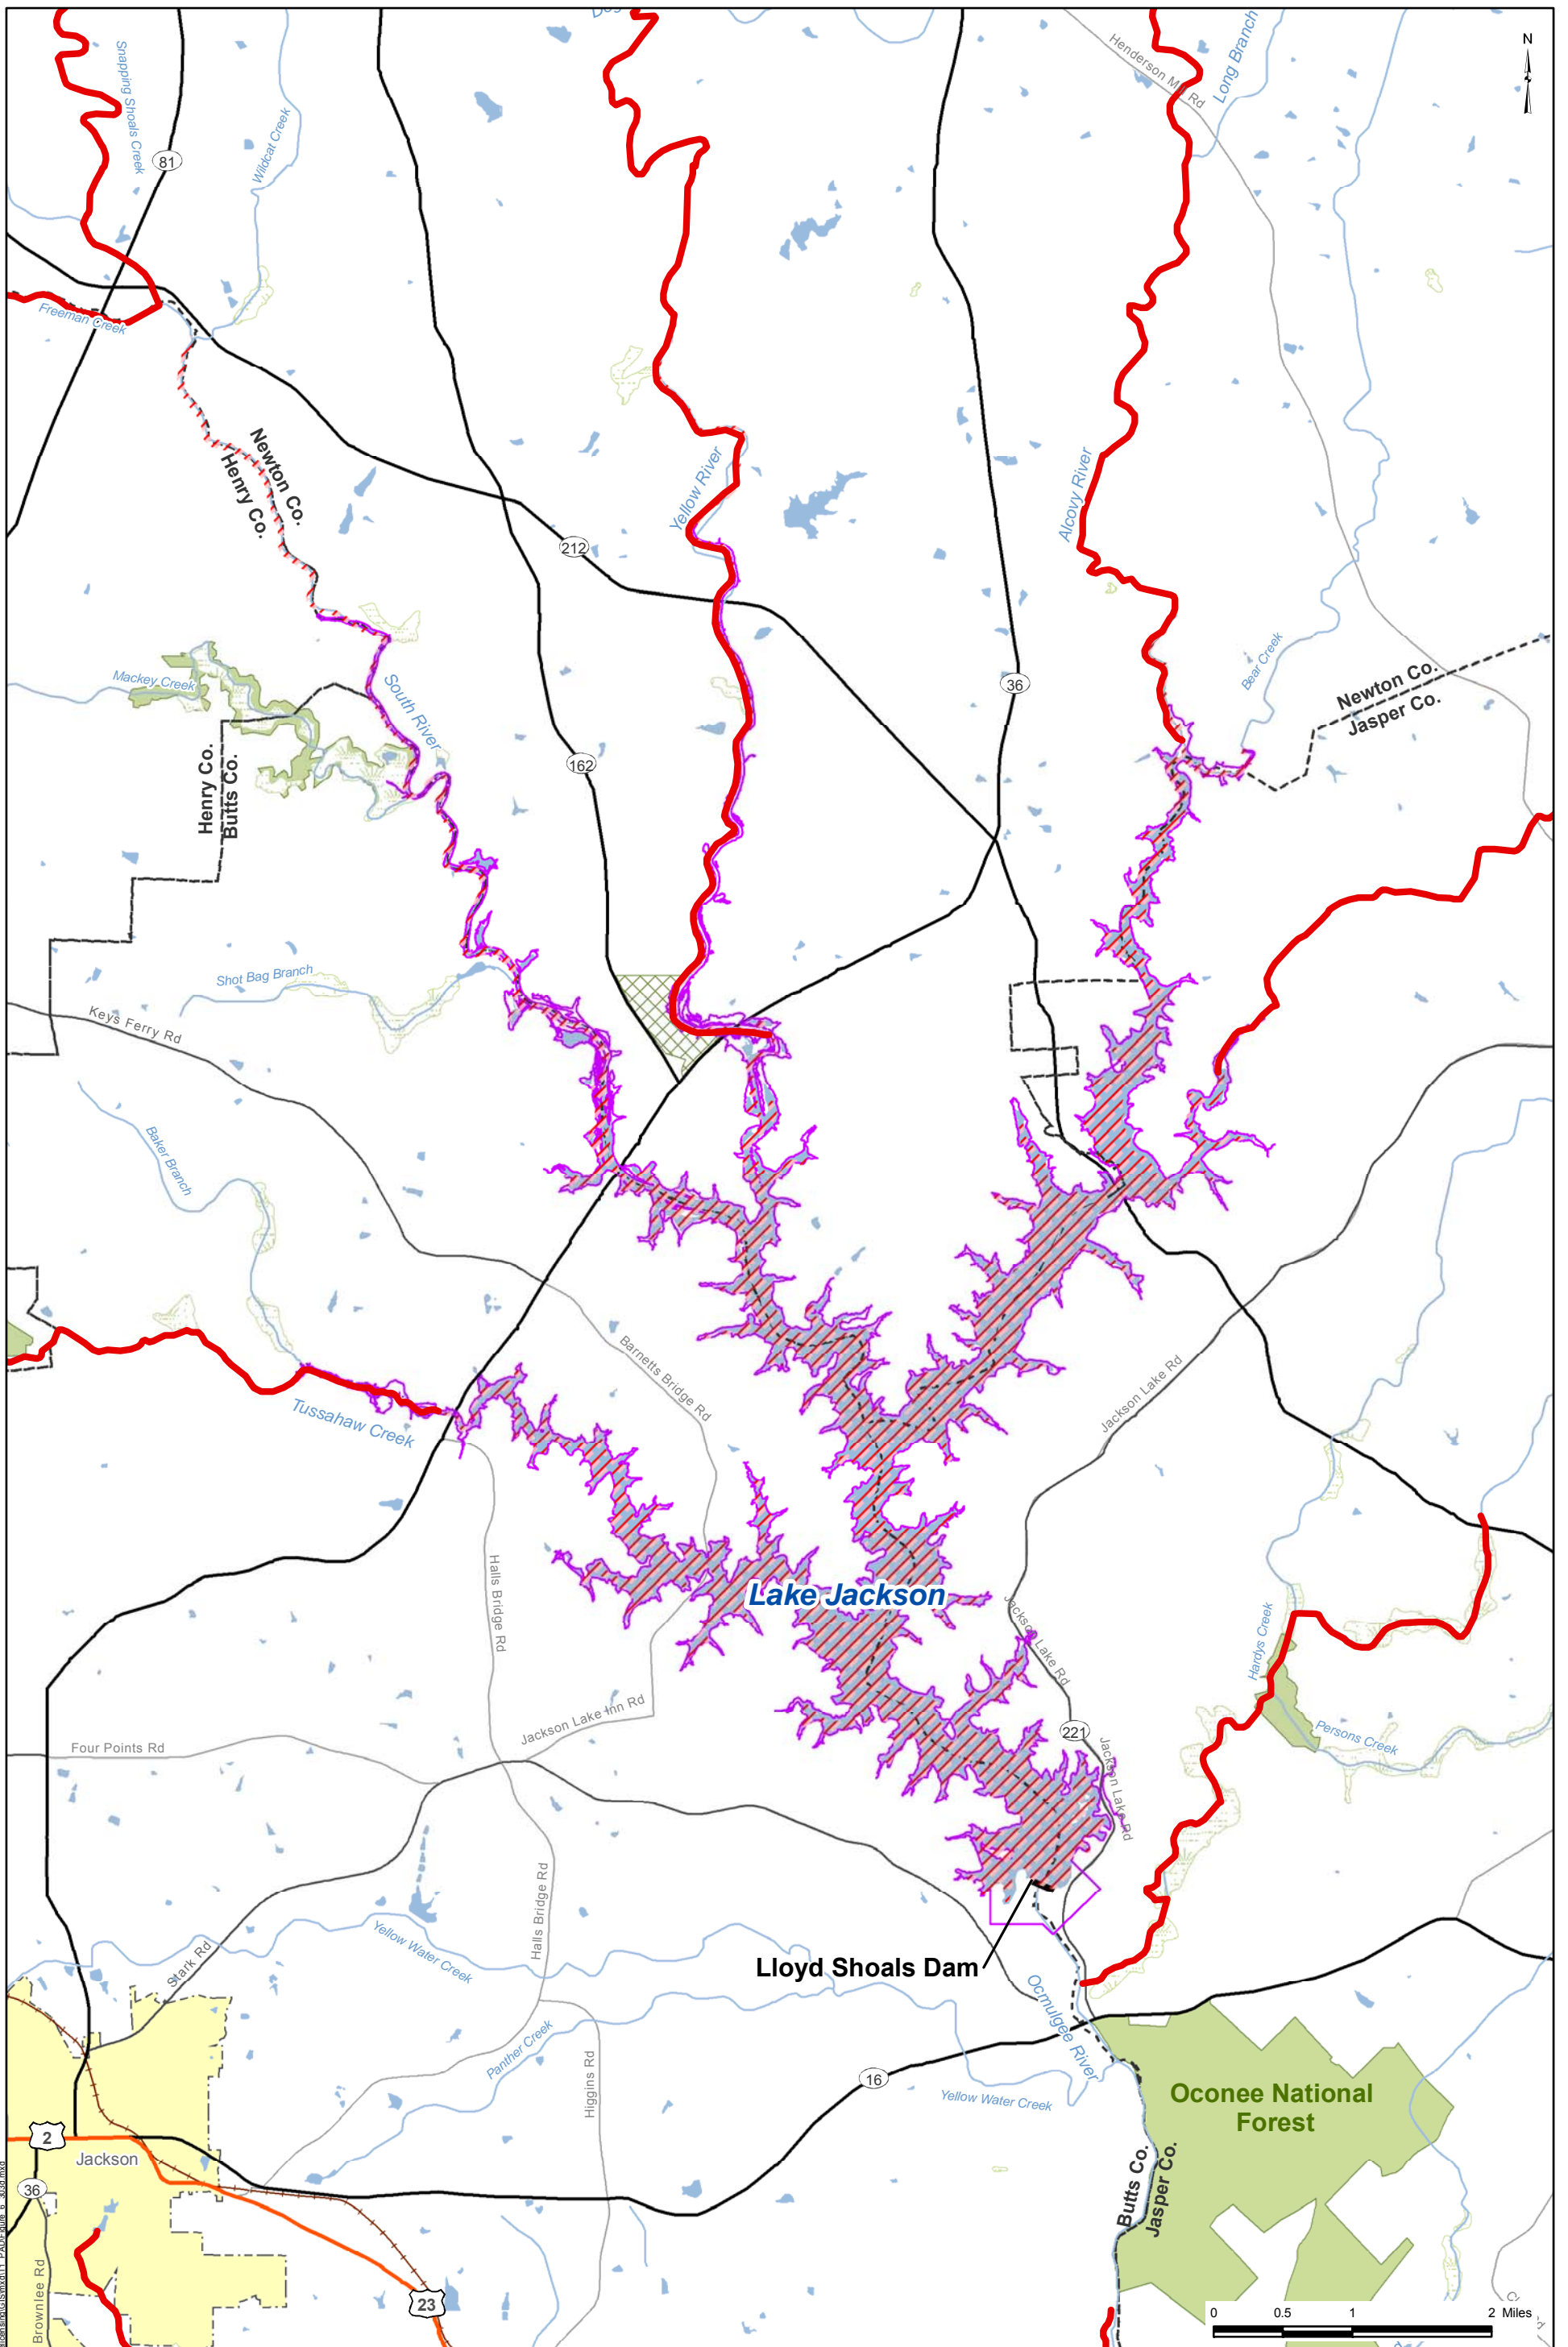 N
Snapping Shoals Creek
Wildcat Creek
81
Henderson Mill Rd
Long Branch
Freeman Creek
Newton Co.
Henry Co.
Yellow River
Alcovy River
212
36
Bear Creek
Newton Co.
Jasper Co.
Mackey Creek
South River
162
Henry Co.
Butts Co.
Shot Bag Branch
Keys Ferry Rd
Baker Branch
Barnetts Bridge Rd
Jackson Lake Rd
Tussahaw Creek
Halls Bridge Rd
Lake Jackson
Jackson Lake Rd
Hardys Creek
Persons Creek
Jackson Lake Inn Rd
Four Points Rd
221
Jackson Lake Rd
Halls Bridge Rd
Yellow Water Creek
Stark Rd
Lloyd Shoals Dam
Ocmulgee River
Panther Creek
Higgins Rd
16
Yellow Water Creek
Oconee National
Forest
2
Jackson
36
Butts Co.
Jasper Co.
Brownlee Rd
23
0 0.5 1 2 Miles